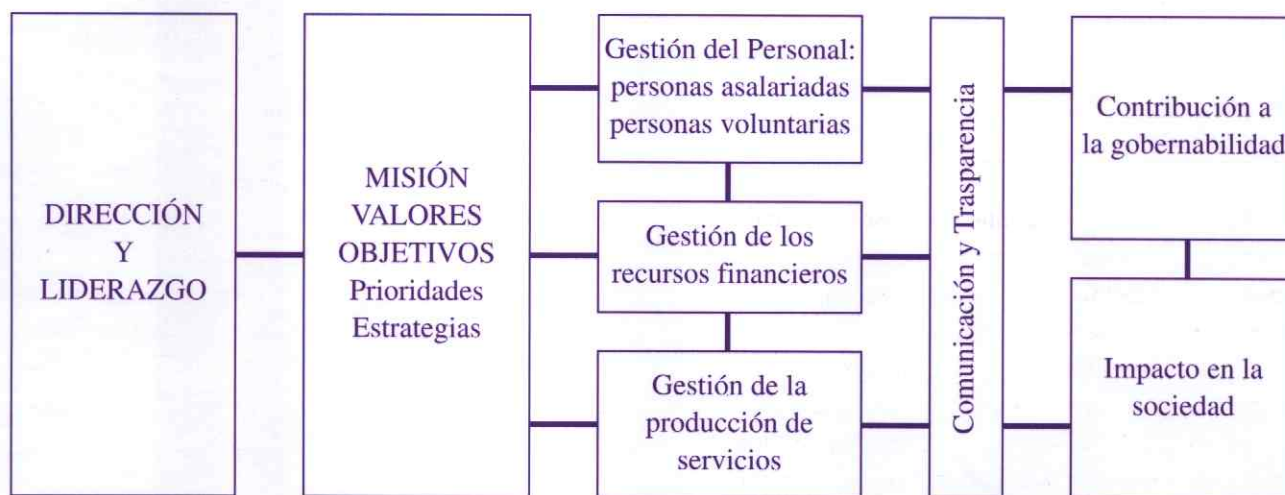 DIRECCIÓN
Y
LIDERAZGO
MISIÓN
VALORES
OBJETIVOS
Prioridades
Estrategias
Gestión del Personal:
personas asalariadas
personas voluntarias
Gestión de los
recursos financieros
Gestión de la
producción de
servicios
Comunicación y Trasparencia
Contribución a
la gobernabilidad
Impacto en la
sociedad